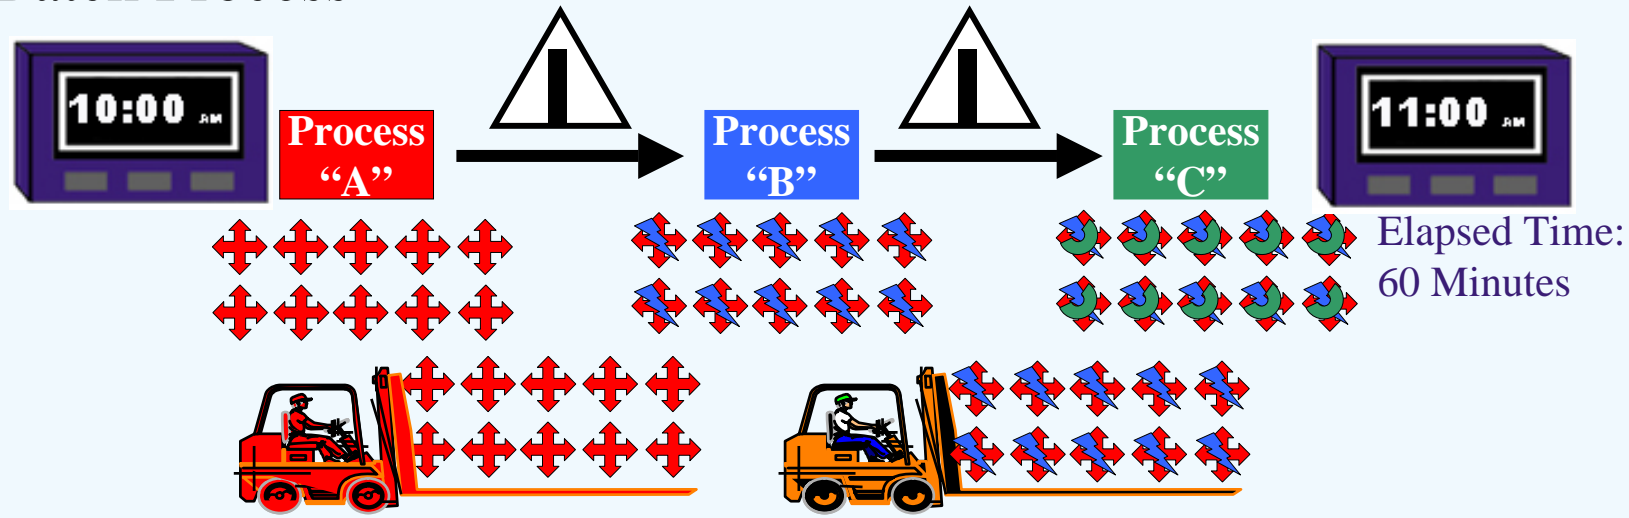 10:00 AM
Process
“A”
Process
“B”
Process
“C”
11:00 AM
Elapsed Time:
60 Minutes